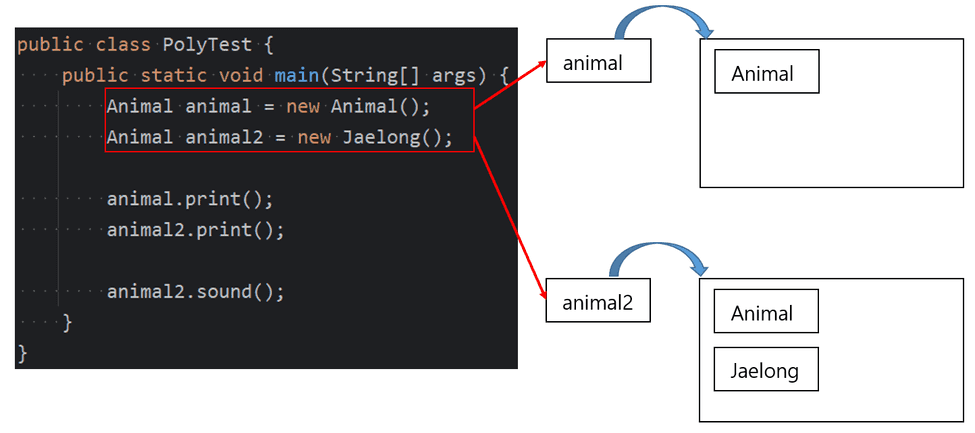 public class PolyTest {
public static void main(String[] args) {
Animal animal = new Animal();
Animal animal2 = new Jaelong();
animal.print();
animal2.print();
animal2.sound();
}
}
animal
Animal
animal2
Animal
Jaelong